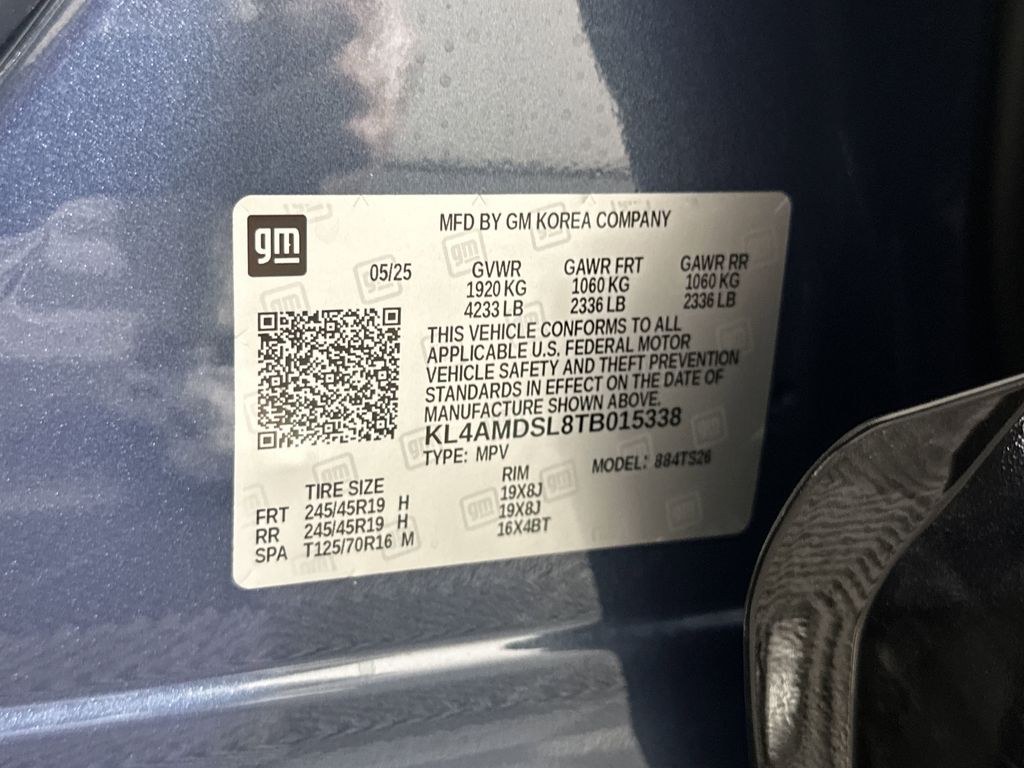 gm
MFD BY GM KOREA COMPANY
05/25
GVWR GAWR FRT GAWR RR
1920 KG 1060 KG 1060 KG
4233 LB 2336 LB 2336 LB
THIS VEHICLE CONFORMS TO ALL
APPLICABLE U.S. FEDERAL MOTOR
VEHICLE SAFETY AND THEFT PREVENTION
STANDARDS IN EFFECT ON THE DATE OF
MANUFACTURE SHOWN ABOVE.
KL4AMDSL8TB015338
TYPE: MPV MODEL: 884TS26
TIRE SIZE RIM
FRT 245/45R19 H 19X8J
RR 245/45R19 H 19X8J
SPA T125/70R16 M 16X4BT